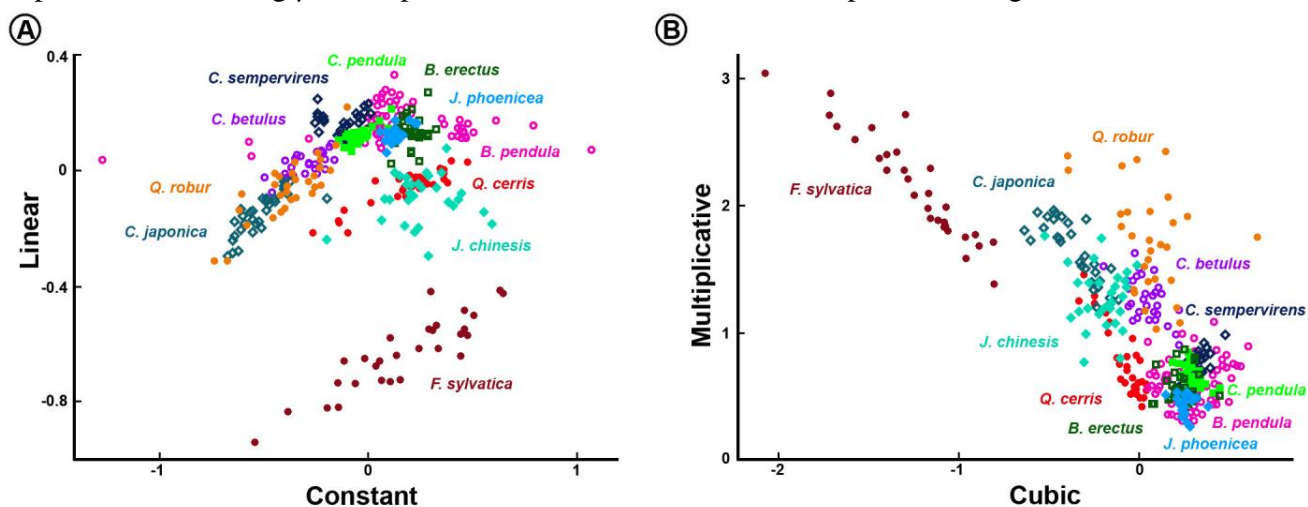 A
0.4
0
-0.4
-0.8
-1
0
1
Linear
Constant
C. pendula
C. sempervirens
B. erectus
J. phoenicea
C. betulus
B. pendula
Q. robur
Q. cerris
C. japonica
J. chinesis
F. sylvatica
B
3
2
1
0
-2
-1
0
Multiplicative
Cubic
Q. robur
F. sylvatica
C. japonica
C. betulus
C. sempervirens
J. chinesis
Q. cerris
C. pendula
B. erectus
B. pendula
J. phoenicea